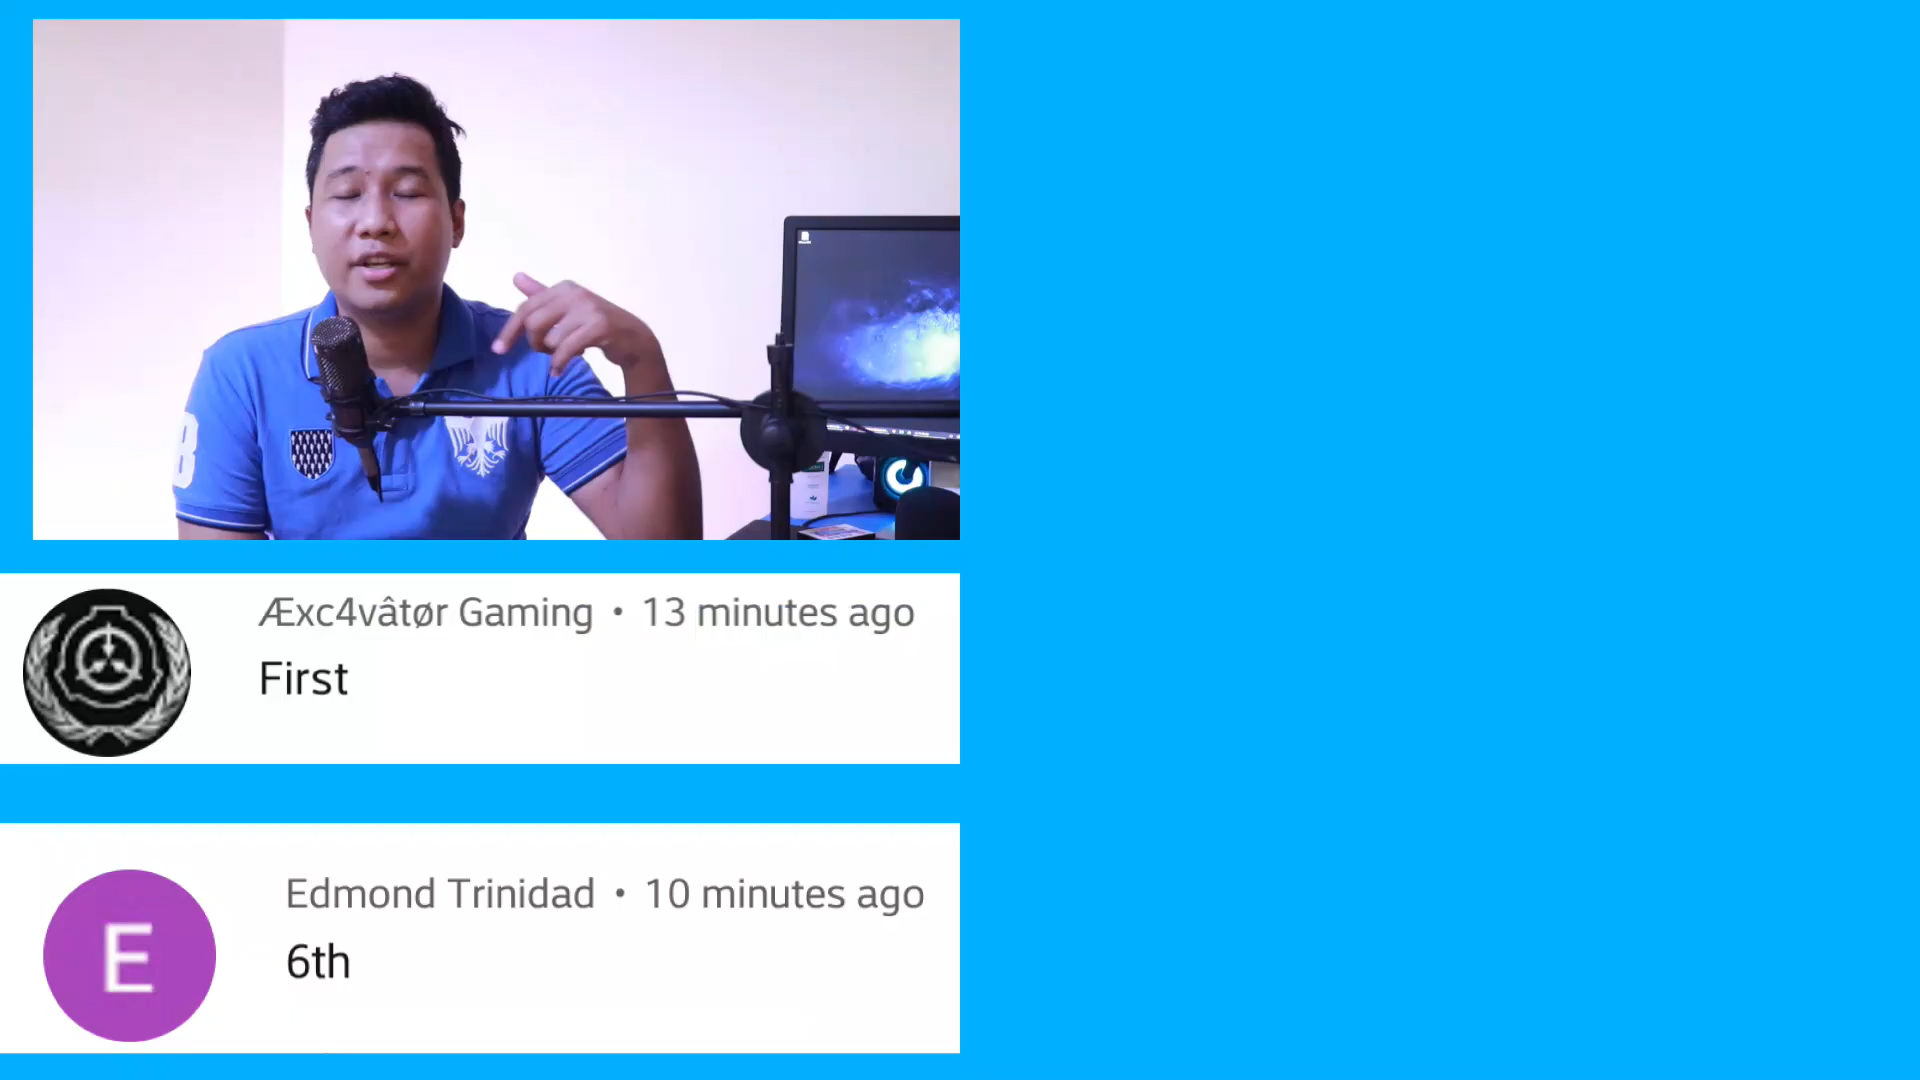 B
Æxc4vâtør Gaming • 13 minutes ago
First
E
Edmond Trinidad • 10 minutes ago
6th